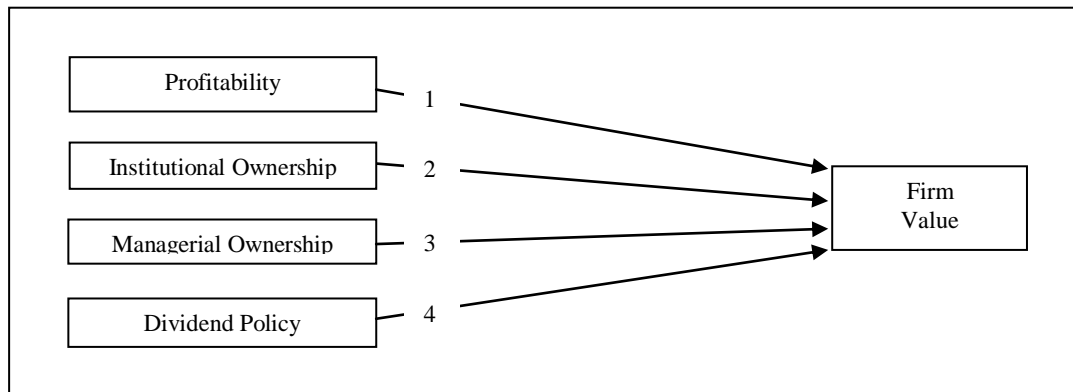 Profitability
1
Institutional Ownership
2
Managerial Ownership
3
Dividend Policy
4
Firm
Value